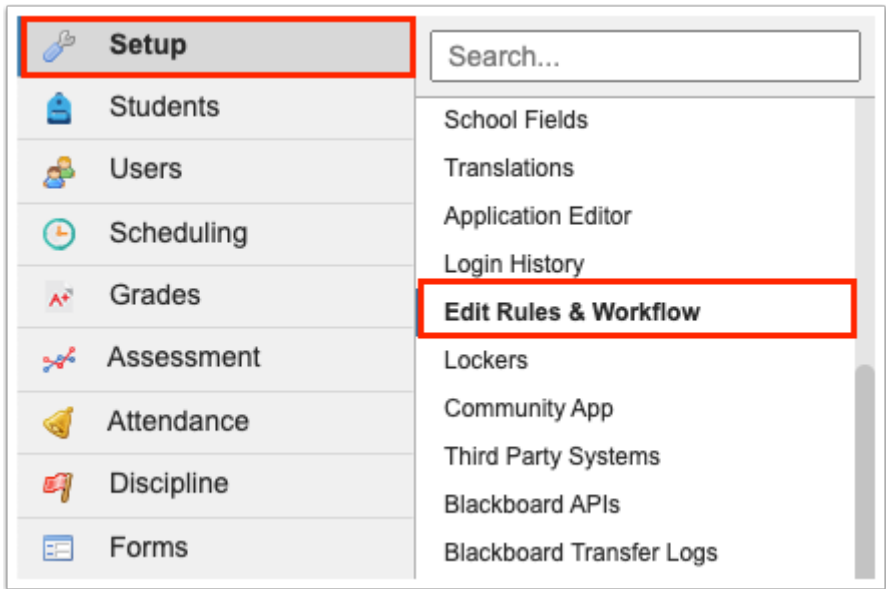 Setup
Students
Users
Scheduling
A+ Grades
Assessment
Attendance
Discipline
Forms
Search...
School Fields
Translations
Application Editor
Login History
Edit Rules & Workflow
Lockers
Community App
Third Party Systems
Blackboard APIs
Blackboard Transfer Logs